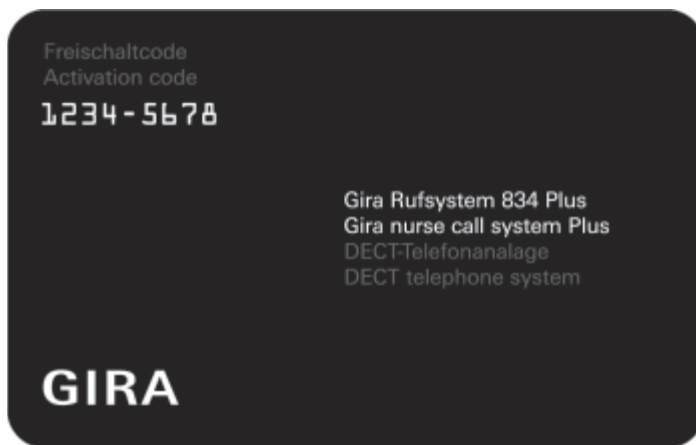 Freischaltcode
Activation code
1234-5678
Gira Rufsystem 834 Plus
Gira nurse call system Plus
DECT-Telefonanalage
DECT telephone system
GIRA